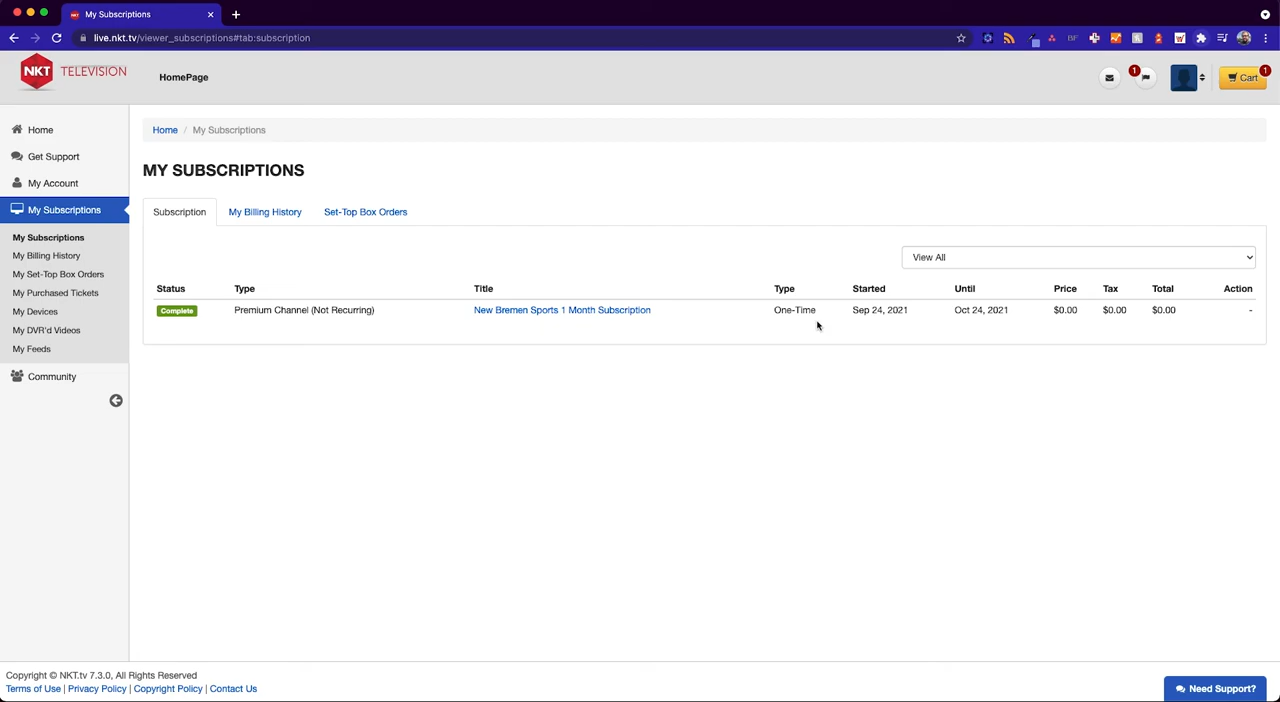 My Subscriptions
live.nkt.tv/viewer_subscriptions#tab:subscription
BF
NKT TELEVISION
HomePage
1
Cart
1
Home
Get Support
My Account
My Subscriptions
My Subscriptions
My Billing History
My Set-Top Box Orders
My Purchased Tickets
My Devices
My DVR'd Videos
My Feeds
Community
Home / My Subscriptions
MY SUBSCRIPTIONS
Subscription My Billing History Set-Top Box Orders
View All
Status Type Title Type Started Until Price Tax Total Action
Complete Premium Channel (Not Recurring) New Bremen Sports 1 Month Subscription One-Time Sep 24, 2021 Oct 24, 2021 $0.00 $0.00 $0.00 -
Copyright © NKT.tv 7.3.0, All Rights Reserved
Terms of Use | Privacy Policy | Copyright Policy | Contact Us
Need Support?